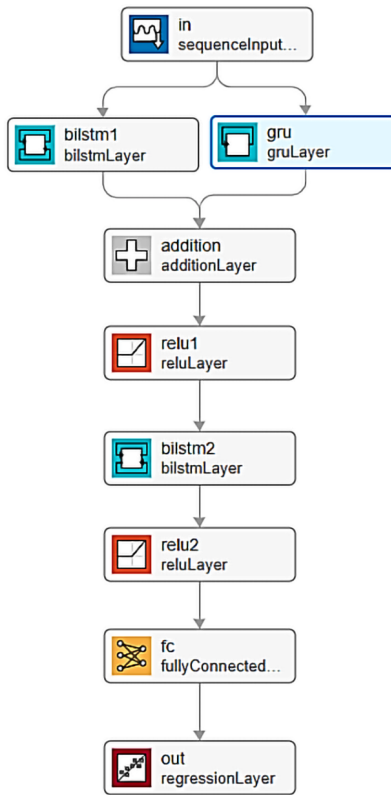 in
sequenceInput...
bilstm1
bilstmLayer
gru
gruLayer
addition
additionLayer
relu1
reluLayer
bilstm2
bilstmLayer
relu2
reluLayer
fc
fullyConnected...
out
regressionLayer